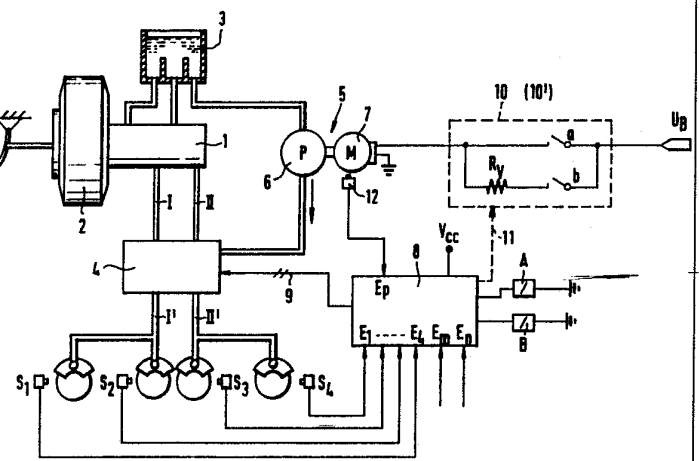 3
10 (10')
5
7
U_B
a
1
P
M
R_y
b
6
12
I
II
2
V_CC
11
8
A
4
9
E_P
I'
II'
E_1 ---- E_4 E_m E_n
B
S_1
S_2
S_3
S_4